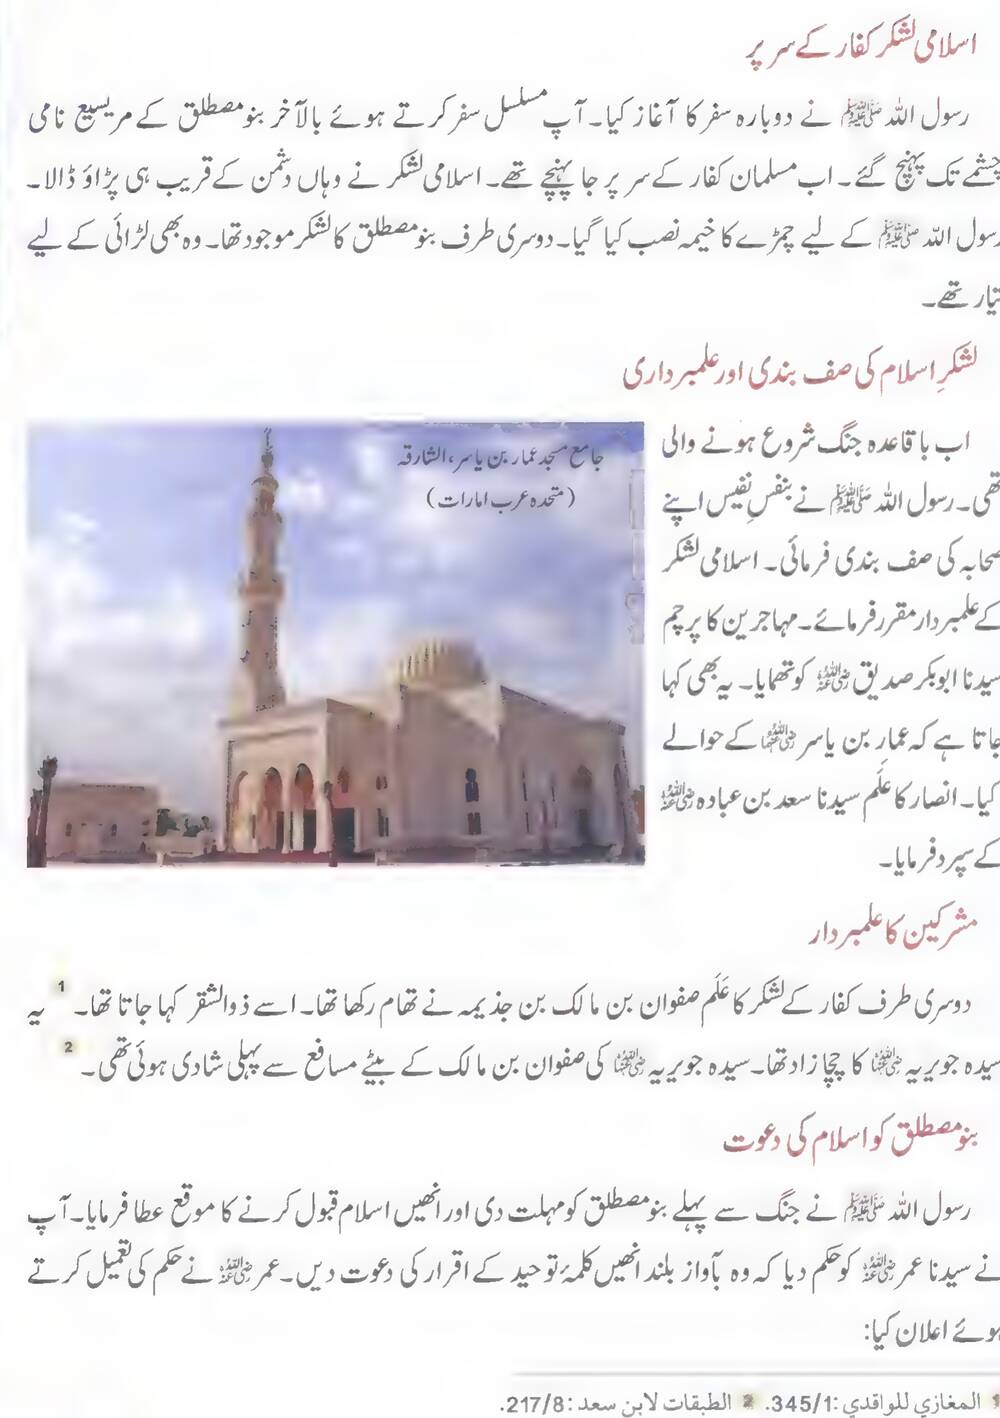 اسلامی لشکر کفار کے سر پر
رسول اللہ ﷺ نے دوبارہ سفر کا آغاز کیا۔ آپ مسلسل سفر کرتے ہوئے بالآخر بنو مصطلق کے مریسیع نامی
چشمے تک پہنچ گئے۔ اب مسلمان کفار کے سر پر جا پہنچے تھے۔ اسلامی لشکر نے وہاں دشمن کے قریب ہی پڑاؤ ڈالا۔
رسول اللہ ﷺ کے لیے چمڑے کا خیمہ نصب کیا گیا۔ دوسری طرف بنو مصطلق کا لشکر موجود تھا۔ وہ بھی لڑائی کے لیے
تیار تھے۔
لشکرِ اسلام کی صف بندی اور علمبرداری
اب باقاعدہ جنگ شروع ہونے والی
تھی۔ رسول اللہ ﷺ نے بنفسِ نفیس اپنے
صحابہ کی صف بندی فرمائی۔ اسلامی لشکر
کے علمبردار مقرر فرمائے۔ مہاجرین کا پرچم
سیدنا ابوبکر صدیق رضی اللہ عنہ کو تھمایا۔ یہ بھی کہا
جاتا ہے کہ عمار بن یاسر رضی اللہ عنہما کے حوالے
کیا۔ انصار کا عَلَم سیدنا سعد بن عبادہ رضی اللہ عنہ
کے سپرد فرمایا۔
جامع مسجد عمار بن یاسر، الشارقہ
(متحدہ عرب امارات)
مشرکین کا علمبردار
دوسری طرف کفار کے لشکر کا عَلَم صفوان بن مالک بن جذیمہ نے تھام رکھا تھا۔ اسے ذوالشقر کہا جاتا تھا۔ 1 یہ
سیدہ جویریہ رضی اللہ عنہا کا چچا زاد تھا۔ سیدہ جویریہ رضی اللہ عنہا کی صفوان بن مالک کے بیٹے مسافع سے پہلی شادی ہوئی تھی۔ 2
بنو مصطلق کو اسلام کی دعوت
رسول اللہ ﷺ نے جنگ سے پہلے بنو مصطلق کو مہلت دی اور انھیں اسلام قبول کرنے کا موقع عطا فرمایا۔ آپ
نے سیدنا عمر رضی اللہ عنہ کو حکم دیا کہ وہ بآواز بلند انھیں کلمۂ توحید کے اقرار کی دعوت دیں۔ عمر رضی اللہ عنہ نے حکم کی تعمیل کرتے
ہوئے اعلان کیا:
1 المغازي للواقدي: 345/1. 2 الطبقات لابن سعد: 217/8.